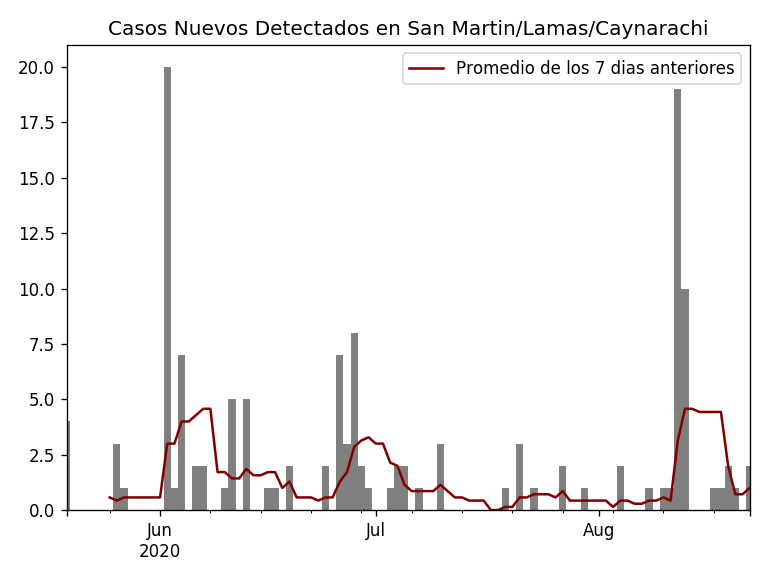 Casos Nuevos Detectados en San Martin/Lamas/Caynarachi
Promedio de los 7 dias anteriores
20.0
17.5
15.0
12.5
10.0
7.5
5.0
2.5
0.0
Jun
2020
Jul
Aug